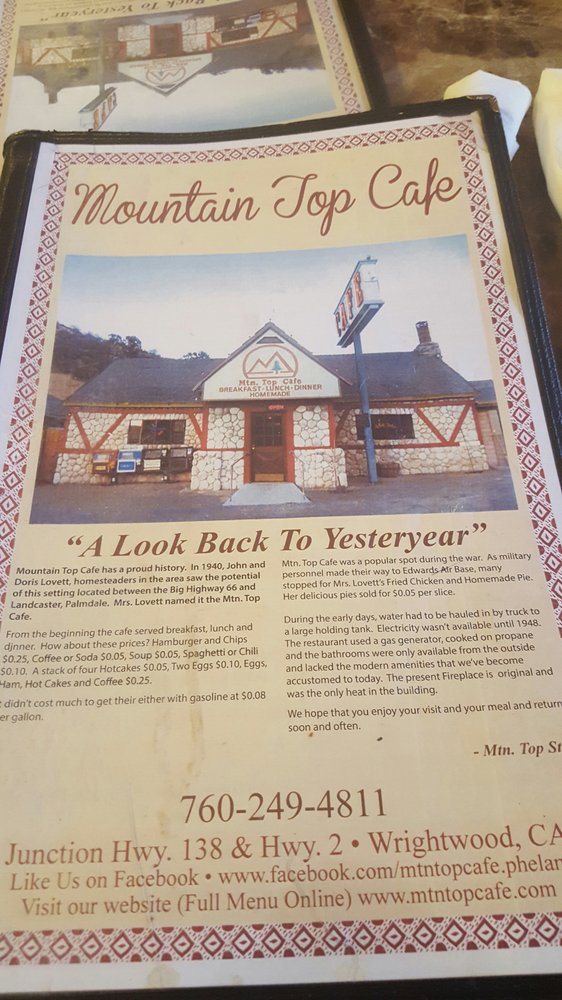 Back To Yesteryear"
Mountain Top Cafe
CAFE
Mtn. Top Cafe
BREAKFAST-LUNCH-DINNER
HOMEMADE
OPEN
"A Look Back To Yesteryear"
Mountain Top Cafe has a proud history. In 1940, John and
Doris Lovett, homesteaders in the area saw the potential
of this setting located between the Big Highway 66 and
Landcaster, Palmdale. Mrs. Lovett named it the Mtn. Top
Cafe.
From the beginning the cafe served breakfast, lunch and
dinner. How about these prices? Hamburger and Chips
$0.25, Coffee or Soda $0.05, Soup $0.05, Spaghetti or Chili
$0.10. A stack of four Hotcakes $0.05, Two Eggs $0.10, Eggs,
Ham, Hot Cakes and Coffee $0.25.
t didn't cost much to get their either with gasoline at $0.08
er gallon.
Mtn. Top Cafe was a popular spot during the war. As military
personnel made their way to Edwards Air Base, many
stopped for Mrs. Lovett's Fried Chicken and Homemade Pie.
Her delicious pies sold for $0.05 per slice.
During the early days, water had to be hauled in by truck to
a large holding tank. Electricity wasn't available until 1948.
The restaurant used a gas generator, cooked on propane
and the bathrooms were only available from the outside
and lacked the modern amenities that we've become
accustomed to today. The present Fireplace is original and
was the only heat in the building.
We hope that you enjoy your visit and your meal and return
soon and often.
- Mtn. Top St
760-249-4811
Junction Hwy. 138 & Hwy. 2 • Wrightwood, CA
Like Us on Facebook • www.facebook.com/mtntopcafe.phelan
Visit our website (Full Menu Online) www.mtntopcafe.com